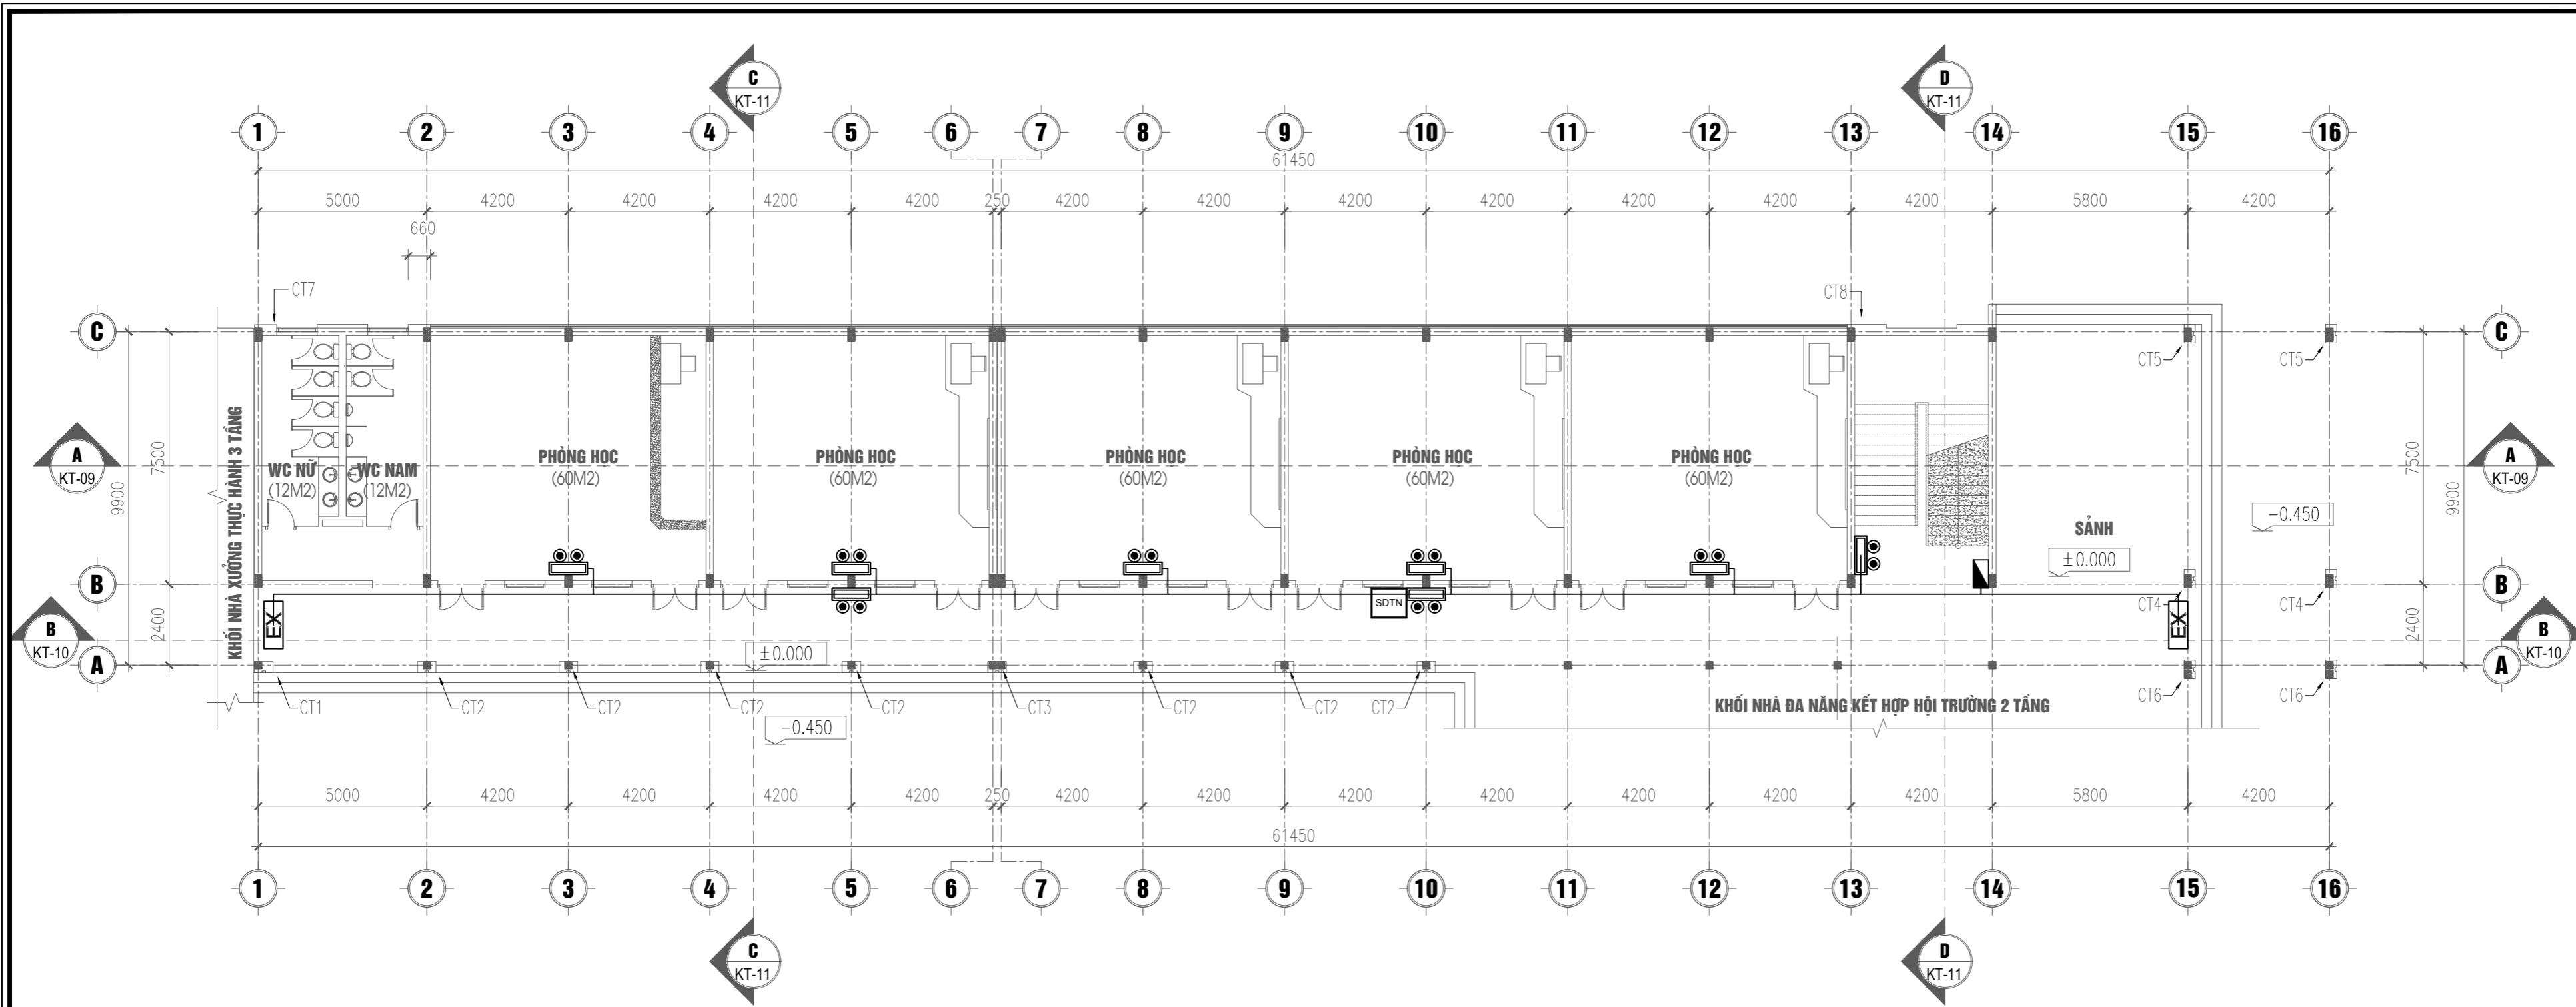 C
KT-11
D
KT-11
1
2
3
4
5
6
7
8
9
10
11
12
13
14
15
16
61450
5000
4200
4200
4200
4200
250
4200
4200
4200
4200
4200
4200
4200
5800
4200
660
CT7
CT8
C
C
CT5
CT5
KHỐI NHÀ XƯỞNG THỰC HÀNH 3 TẦNG
9900
7500
2400
7500
9900
2400
A
KT-09
A
KT-09
WC NỮ
(12M2)
WC NAM
(12M2)
PHÒNG HỌC
(60M2)
PHÒNG HỌC
(60M2)
PHÒNG HỌC
(60M2)
PHÒNG HỌC
(60M2)
PHÒNG HỌC
(60M2)
SẢNH
±0.000
-0.450
B
B
SDTN
CT4
CT4
EX
EX
B
KT-10
B
KT-10
±0.000
A
A
CT1
CT2
CT2
CT2
CT2
CT3
CT2
CT2
CT2
CT6
CT6
KHỐI NHÀ ĐA NĂNG KẾT HỢP HỘI TRƯỜNG 2 TẦNG
-0.450
5000
4200
4200
4200
4200
250
4200
4200
4200
4200
4200
4200
4200
5800
4200
61450
1
2
3
4
5
6
7
8
9
10
11
12
13
14
15
16
C
KT-11
D
KT-11